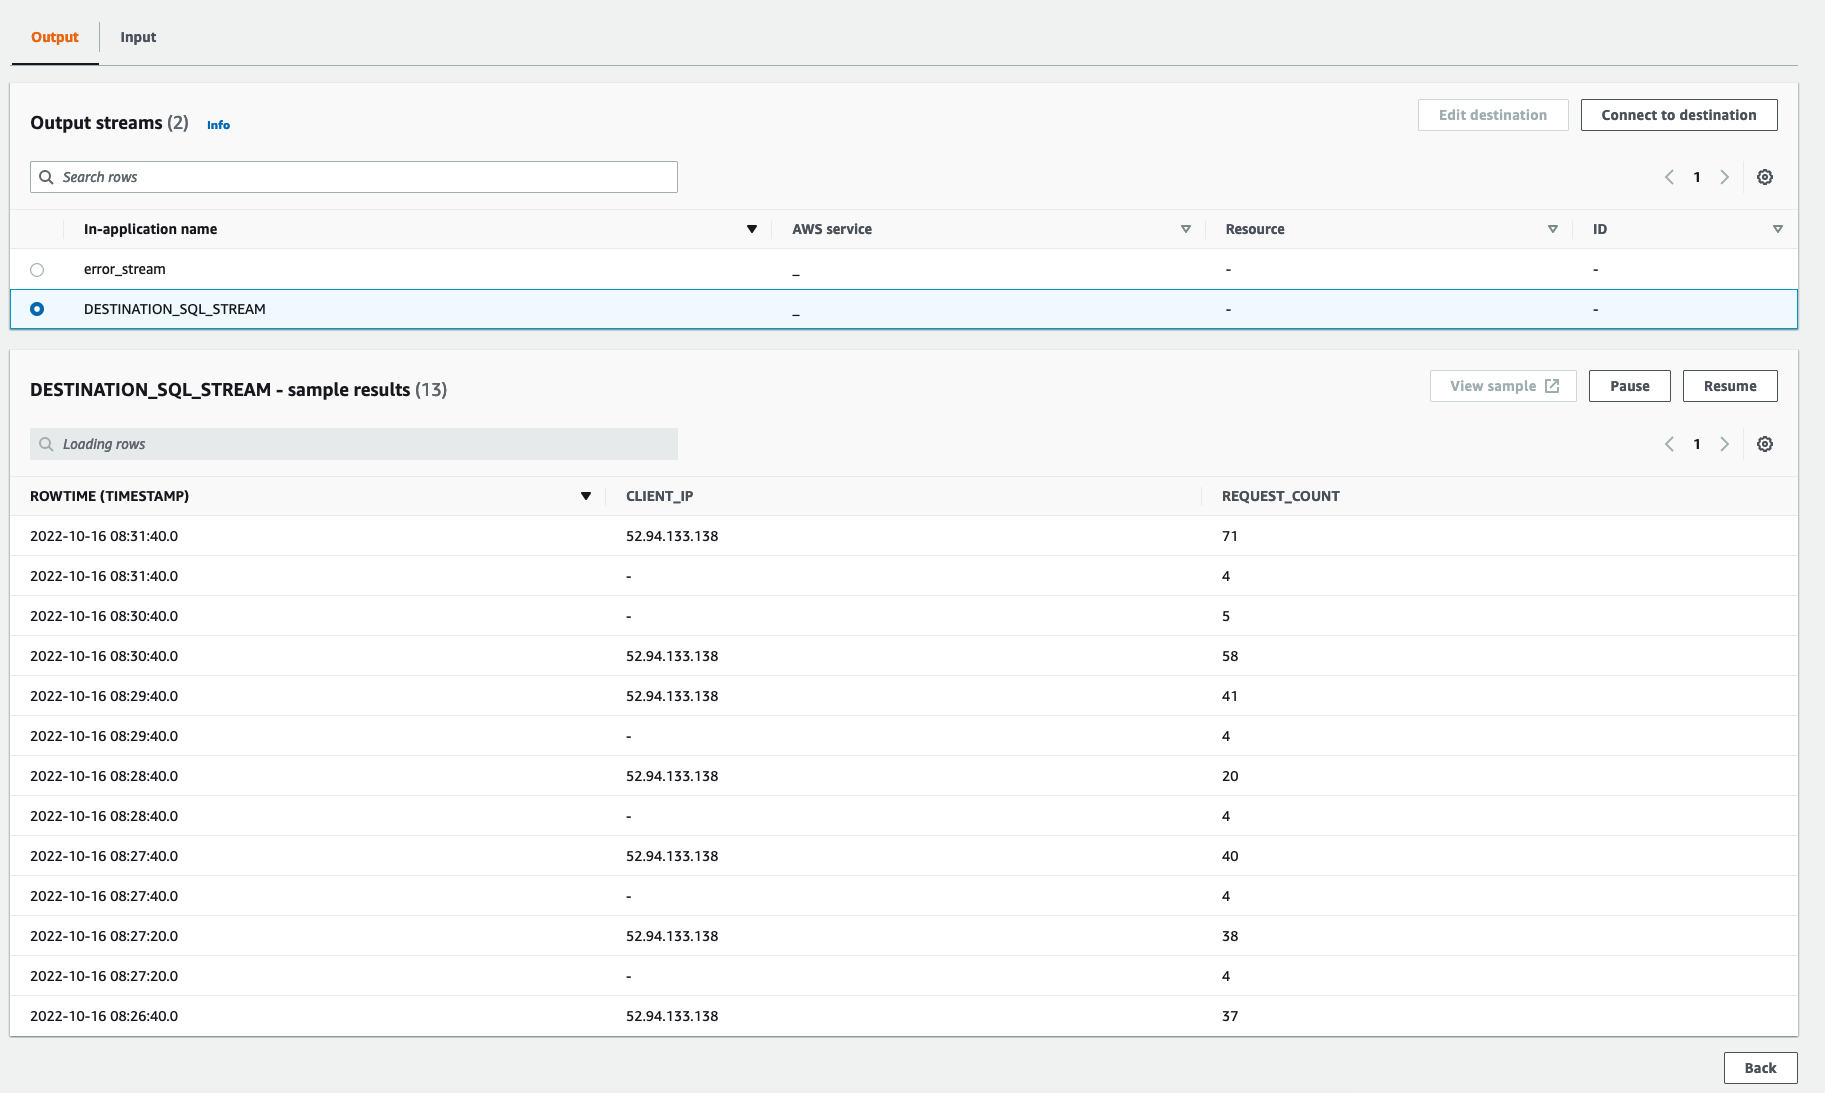 Output Input
Output streams (2) Info Edit destination Connect to destination
Search rows 1
In-application name AWS service Resource ID
error_stream _ - -
DESTINATION_SQL_STREAM _ - -
DESTINATION_SQL_STREAM - sample results (13) View sample Pause Resume
Loading rows 1
ROWTIME (TIMESTAMP) CLIENT_IP REQUEST_COUNT
2022-10-16 08:31:40.0 52.94.133.138 71
2022-10-16 08:31:40.0 - 4
2022-10-16 08:30:40.0 - 5
2022-10-16 08:30:40.0 52.94.133.138 58
2022-10-16 08:29:40.0 52.94.133.138 41
2022-10-16 08:29:40.0 - 4
2022-10-16 08:28:40.0 52.94.133.138 20
2022-10-16 08:28:40.0 - 4
2022-10-16 08:27:40.0 52.94.133.138 40
2022-10-16 08:27:40.0 - 4
2022-10-16 08:27:20.0 52.94.133.138 38
2022-10-16 08:27:20.0 - 4
2022-10-16 08:26:40.0 52.94.133.138 37
Back